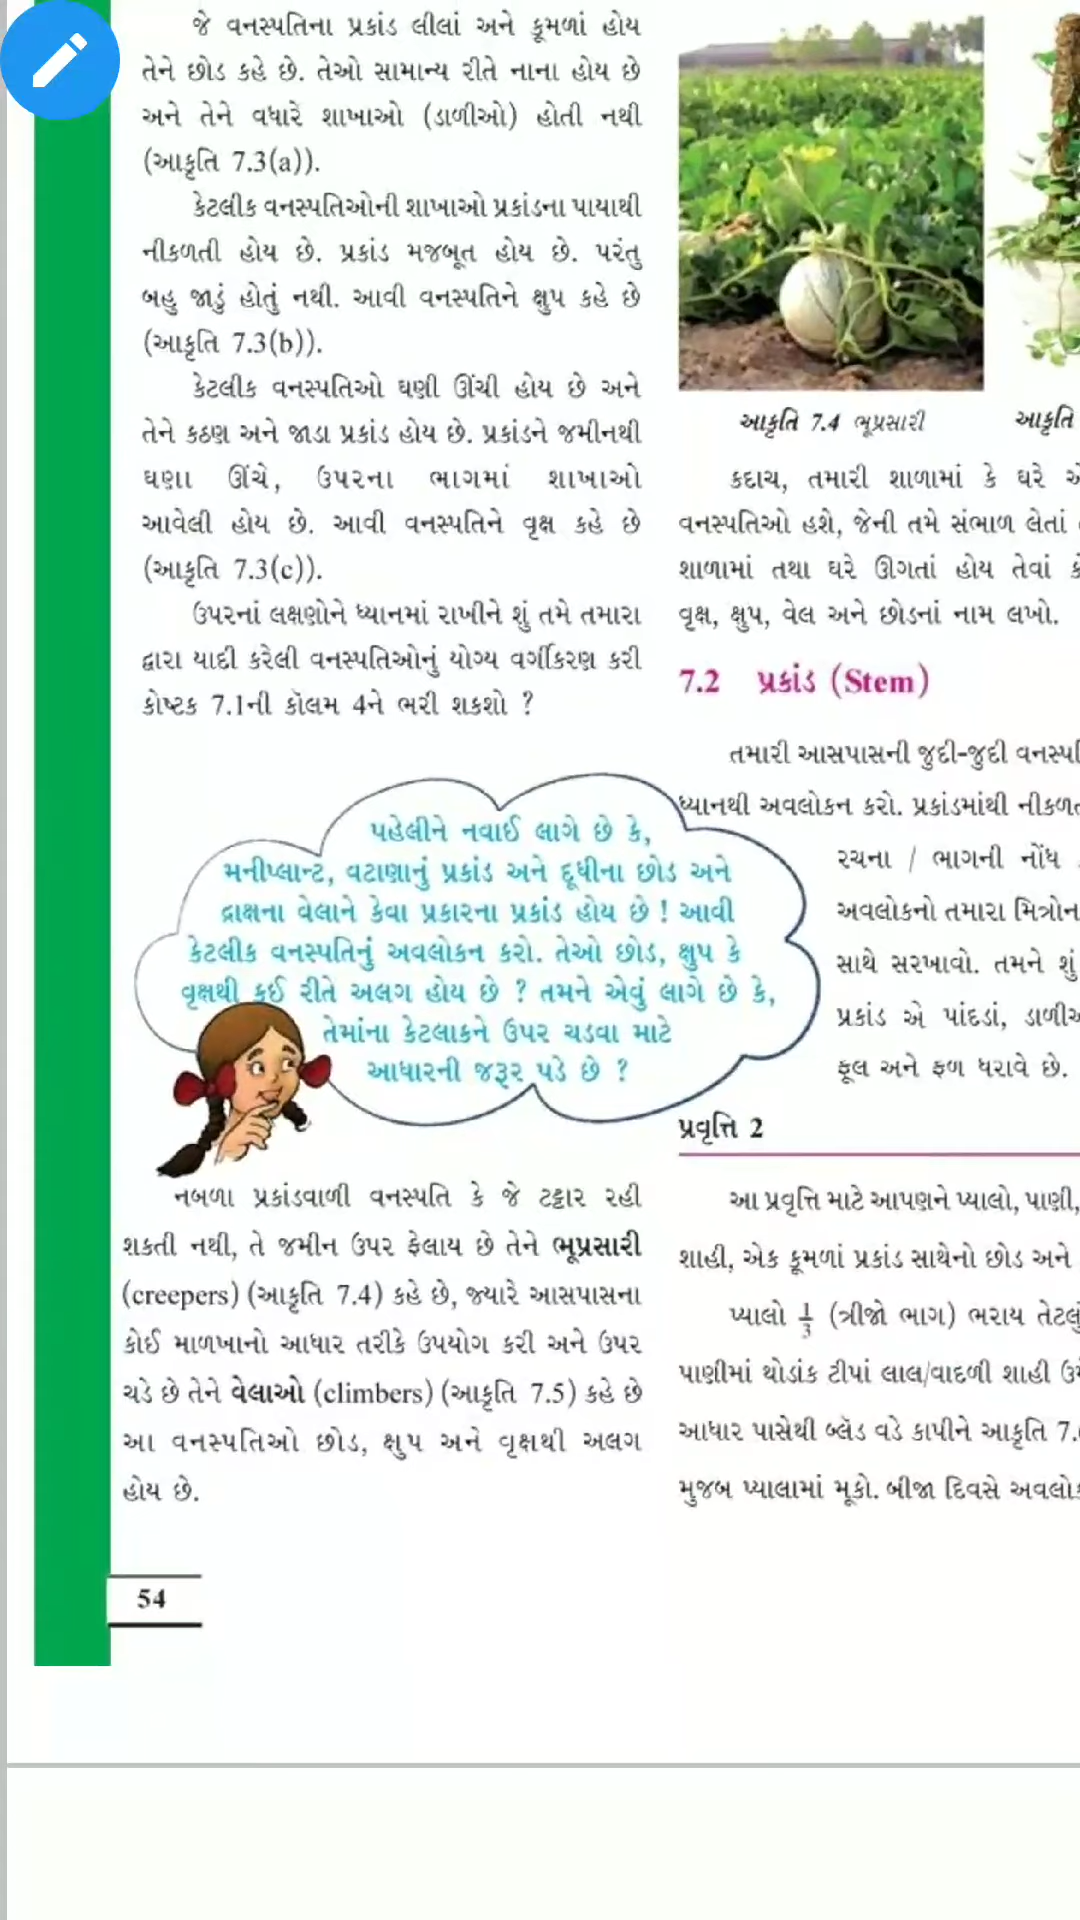 જે વનસ્પતિના પ્રકાંડ લીલાં અને કૂમળાં હોય
તેને છોડ કહે છે. તેઓ સામાન્ય રીતે નાના હોય છે
અને તેને વધારે શાખાઓ (ડાળીઓ) હોતી નથી
(આકૃતિ 7.3(a)).
કેટલીક વનસ્પતિઓની શાખાઓ પ્રકાંડના પાયાથી
નીકળતી હોય છે. પ્રકાંડ મજબૂત હોય છે. પરંતુ
બહુ જાડું હોતું નથી. આવી વનસ્પતિને ક્ષુપ કહે છે
(આકૃતિ 7.3(b)).
કેટલીક વનસ્પતિઓ ઘણી ઊંચી હોય છે અને
તેને કઠણ અને જાડા પ્રકાંડ હોય છે. પ્રકાંડને જમીનથી
ઘણા ઊંચે, ઉપરના ભાગમાં શાખાઓ
આવેલી હોય છે. આવી વનસ્પતિને વૃક્ષ કહે છે
(આકૃતિ 7.3(c)).
ઉપરનાં લક્ષણોને ધ્યાનમાં રાખીને શું તમે તમારા
દ્વારા યાદી કરેલી વનસ્પતિઓનું યોગ્ય વર્ગીકરણ કરી
કોષ્ટક 7.1ની કૉલમ 4ને ભરી શકશો ?
પહેલીને નવાઈ લાગે છે કે,
મનીપ્લાન્ટ, વટાણાનું પ્રકાંડ અને દૂધીના છોડ અને
દ્રાક્ષના વેલાને કેવા પ્રકારના પ્રકાંડ હોય છે ! આવી
કેટલીક વનસ્પતિનું અવલોકન કરો. તેઓ છોડ, ક્ષુપ કે
વૃક્ષથી કઈ રીતે અલગ હોય છે ? તમને એવું લાગે છે કે,
તેમાંના કેટલાકને ઉપર ચડવા માટે
આધારની જરૂર પડે છે ?
નબળા પ્રકાંડવાળી વનસ્પતિ કે જે ટટ્ટાર રહી
શકતી નથી, તે જમીન ઉપર ફેલાય છે તેને ભૂપ્રસારી
(creepers) (આકૃતિ 7.4) કહે છે, જ્યારે આસપાસના
કોઈ માળખાનો આધાર તરીકે ઉપયોગ કરી અને ઉપર
ચડે છે તેને વેલાઓ (climbers) (આકૃતિ 7.5) કહે છે
આ વનસ્પતિઓ છોડ, ક્ષુપ અને વૃક્ષથી અલગ
હોય છે.
54
આકૃતિ 7.4 ભૂપ્રસારી
આકૃતિ
કદાચ, તમારી શાળામાં કે ઘરે
વનસ્પતિઓ હશે, જેની તમે સંભાળ લેતાં
શાળામાં તથા ઘરે ઊગતાં હોય તેવાં
વૃક્ષ, ક્ષુપ, વેલ અને છોડનાં નામ લખો.
7.2 પ્રકાંડ (Stem)
તમારી આસપાસની જુદી-જુદી
ધ્યાનથી અવલોકન કરો. પ્રકાંડમાંથી
રચના / ભાગની નોંધ
અવલોકનો તમારા
સાથે સરખાવો. તમને શું
પ્રકાંડ એ પાંદડાં,
ફૂલ અને ફળ ધરાવે છે.
પ્રવૃત્તિ 2
આ પ્રવૃત્તિ માટે આપણને પ્યાલો, પાણી,
શાહી, એક કૂમળાં પ્રકાંડ સાથેનો છોડ અને
પ્યાલો 1/3 (ત્રીજો ભાગ) ભરાય તેટલું
પાણીમાં થોડાંક ટીપાં લાલ/વાદળી શાહી
આધાર પાસેથી બ્લૅડ વડે કાપીને આકૃતિ
મુજબ પ્યાલામાં મૂકો. બીજા દિવસે